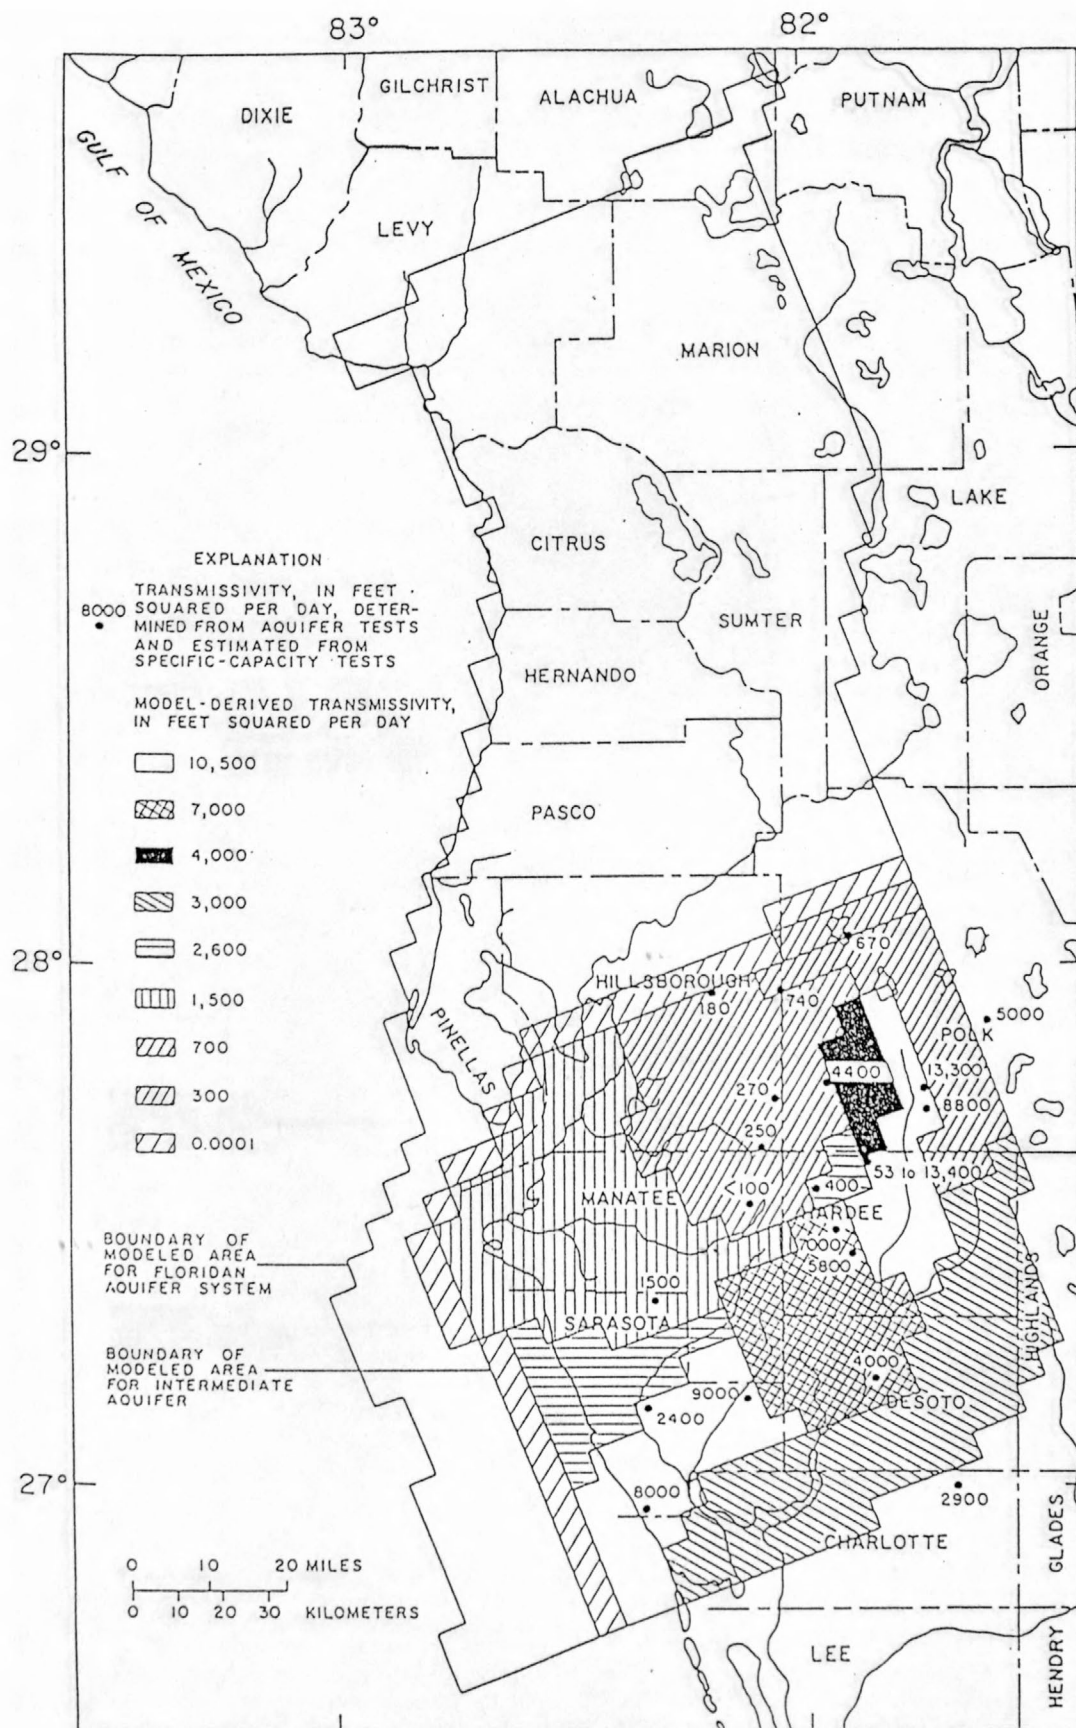 83°
82°
GILCHRIST
ALACHUA
PUTNAM
DIXIE
GULF OF MEXICO
LEVY
MARION
29°
LAKE
CITRUS
SUMTER
ORANGE
HERNANDO
PASCO
EXPLANATION
8000
TRANSMISSIVITY, IN FEET
SQUARED PER DAY, DETER-
MINED FROM AQUIFER TESTS
AND ESTIMATED FROM
SPECIFIC-CAPACITY TESTS
MODEL-DERIVED TRANSMISSIVITY,
IN FEET SQUARED PER DAY
10,500
7,000
4,000
3,000
2,600
1,500
700
300
0.0001
28°
670
HILLSBOROUGH
180
740
5000
POLK
PINELLAS
4400
13,300
270
8800
250
53 to 13,400
400
<100
MANATEE
HARDEE
7000
5800
BOUNDARY OF
MODELED AREA
FOR FLORIDAN
AQUIFER SYSTEM
1500
SARASOTA
HIGHLANDS
BOUNDARY OF
MODELED AREA
FOR INTERMEDIATE
AQUIFER
4000
9000
DESOTO
2400
27°
8000
2900
CHARLOTTE
GLADES
0 10 20 MILES
0 10 20 30 KILOMETERS
LEE
HENDRY